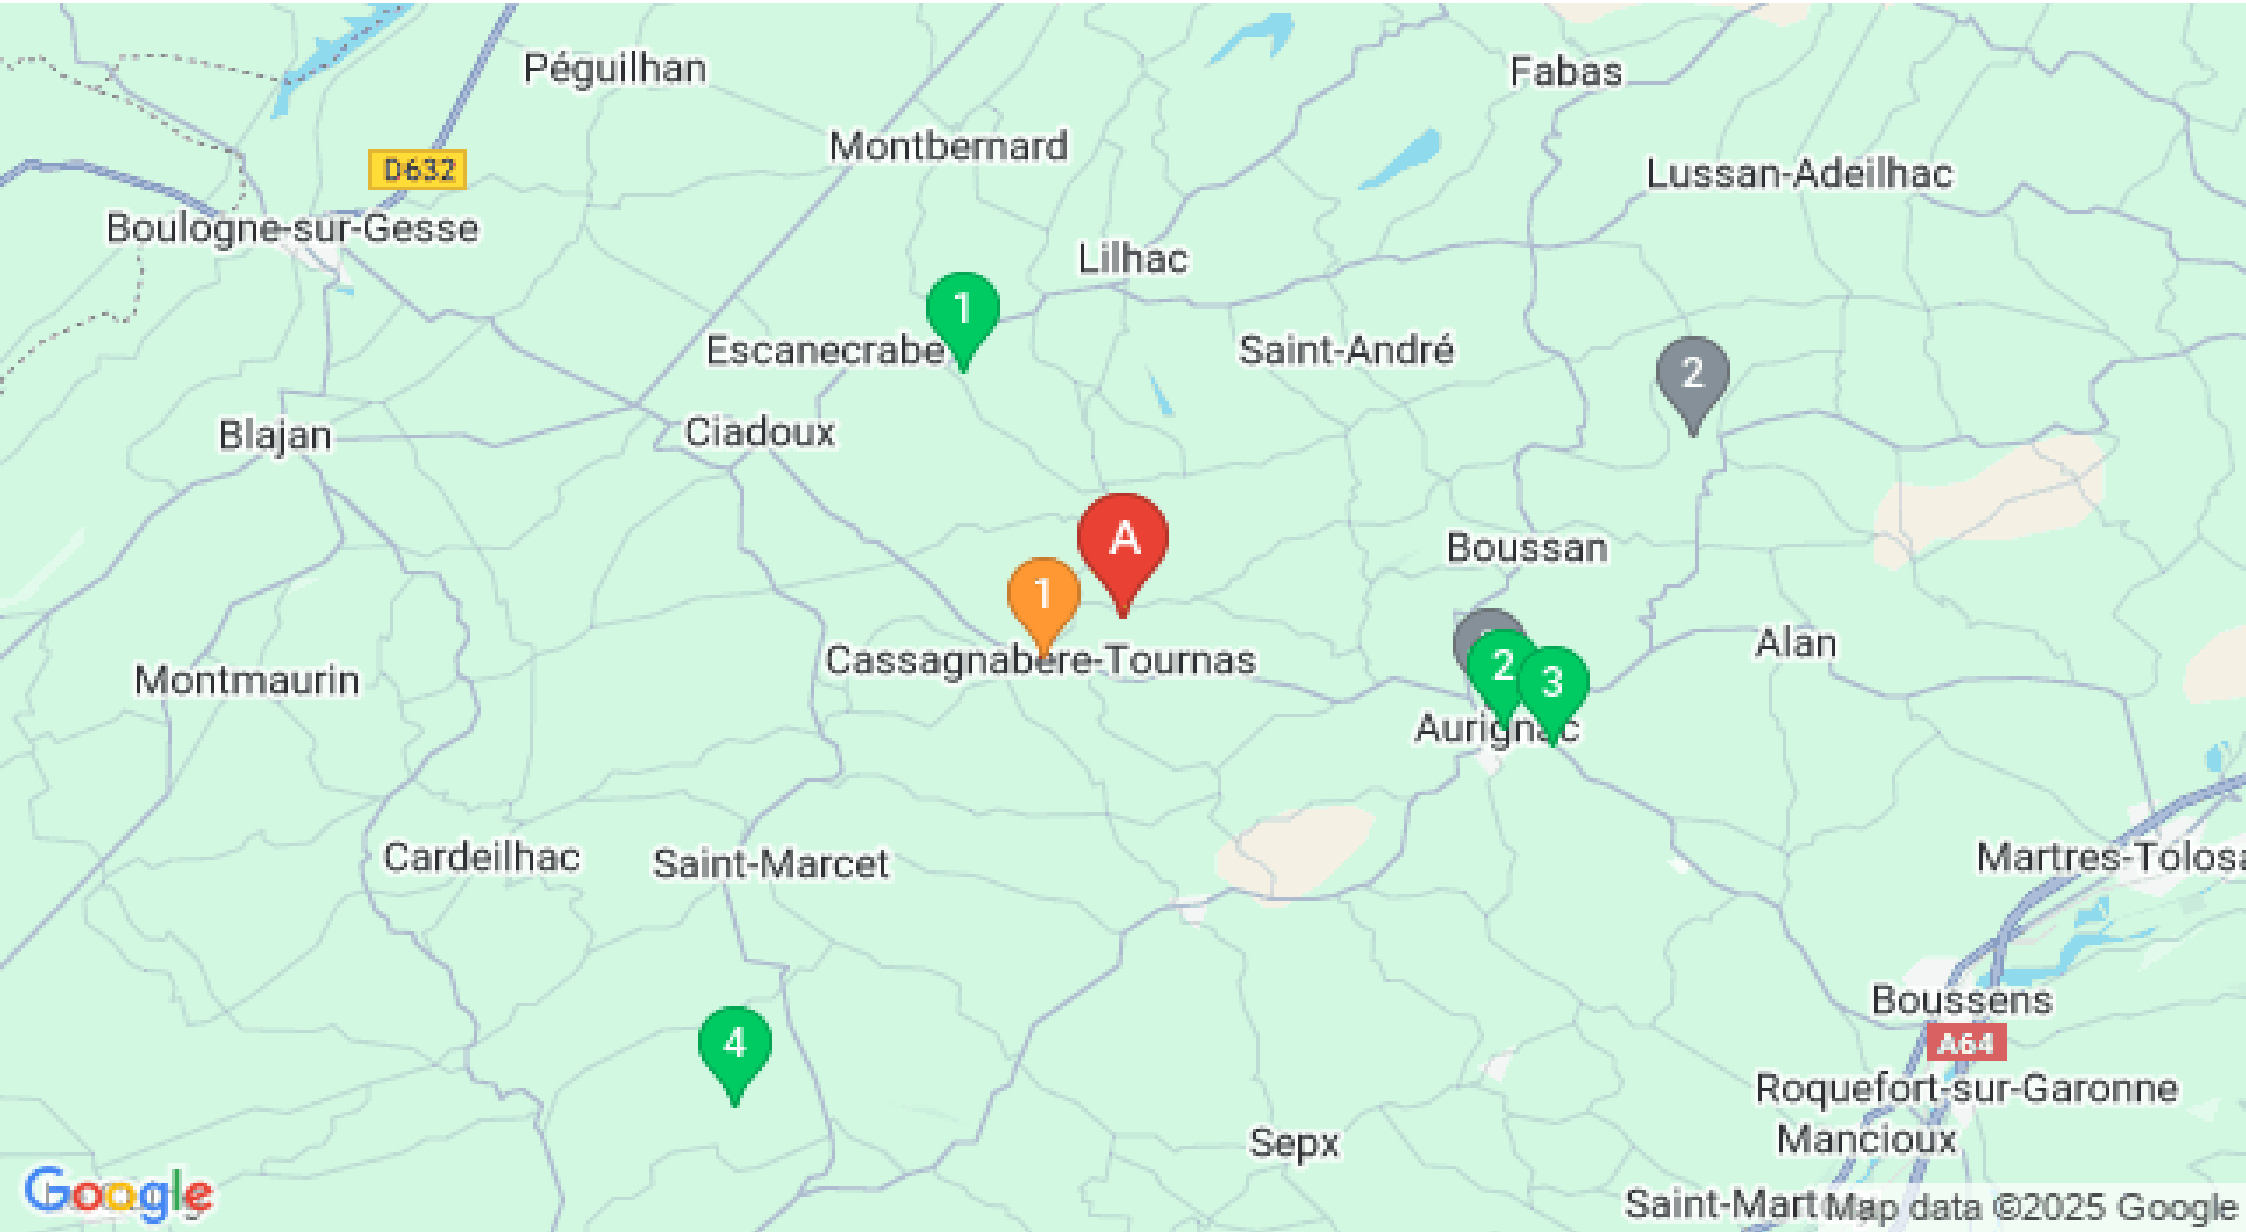 Péguilhan
Fabas
Montbernard
D632
Lussan-Adeilhac
Boulogne-sur-Gesse
Lilhac
1
Escanecrabe
Saint-André
2
Blajan
Ciadoux
A
Boussan
1
Cassagnabère-Tournas
Alan
2
3
Montmaurin
Aurignac
Cardeilhac
Saint-Marcet
Martres-Tolosa
Boussens
4
A64
Roquefort-sur-Garonne
Mancioux
Sepx
Google
Saint-Mart
Map data ©2025 Google